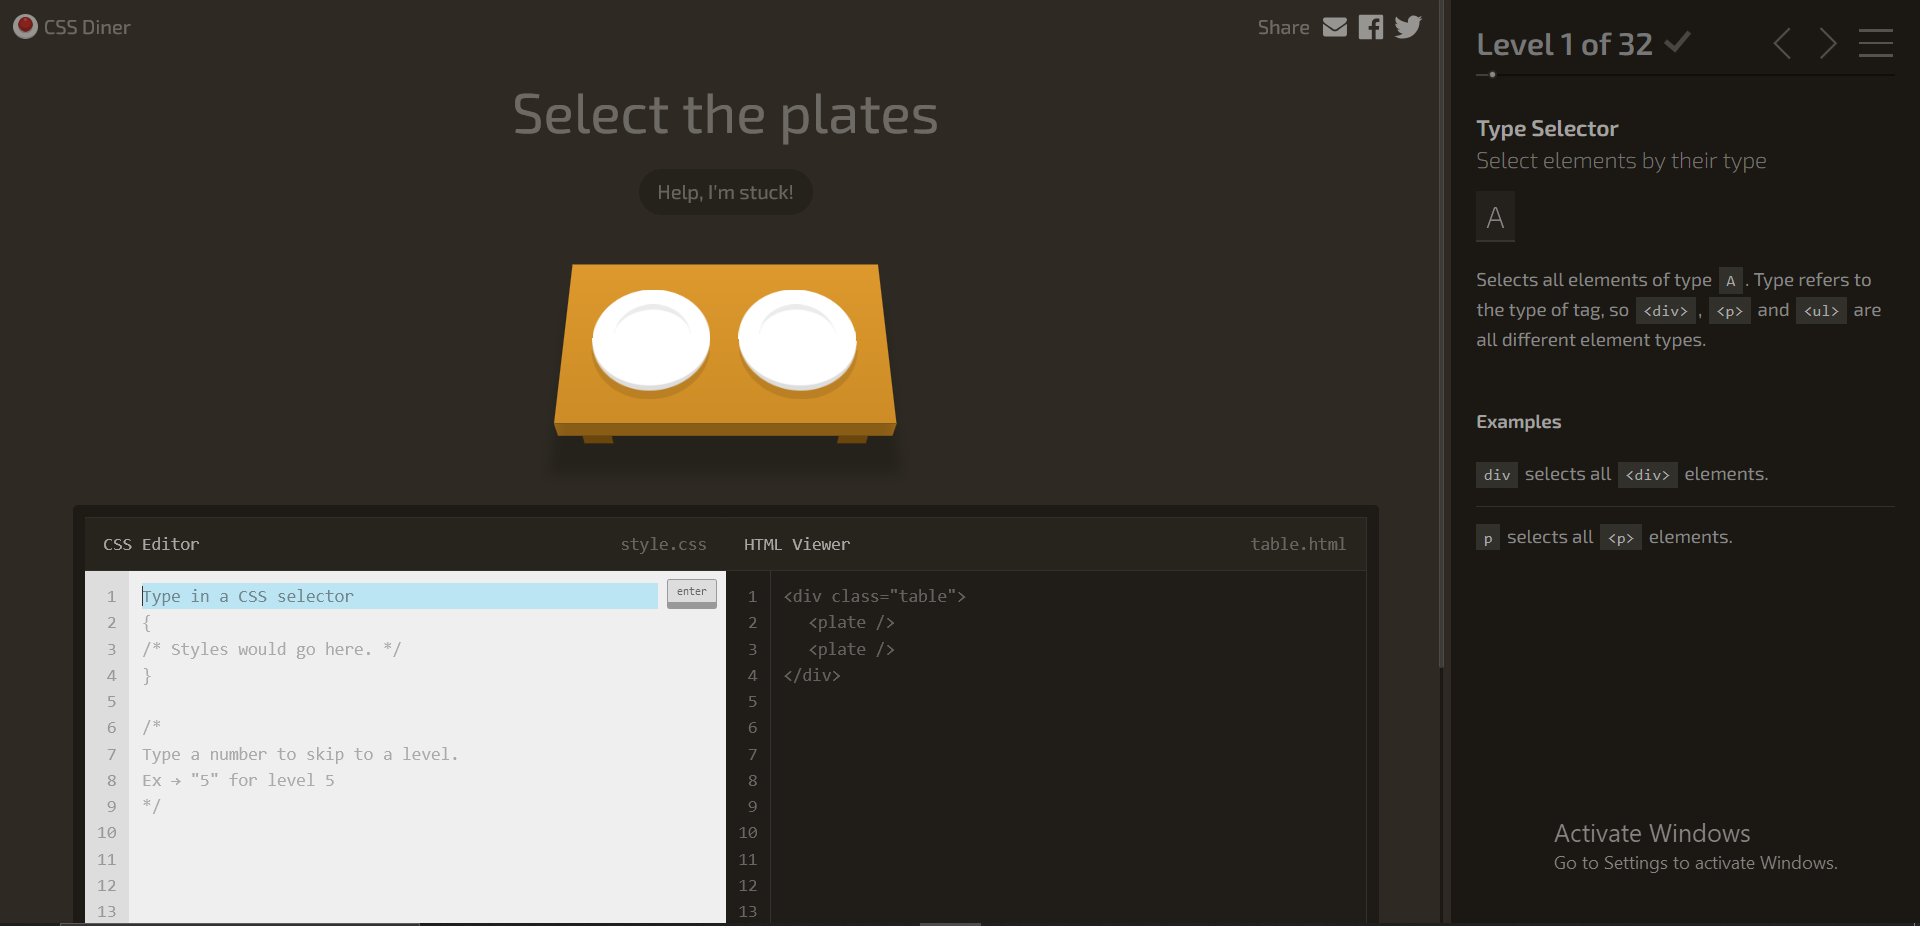 CSS Diner
Share
Select the plates
Help, I'm stuck!
CSS Editor style.css
1 Type in a CSS selector enter
2 {
3 /* Styles would go here. */
4 }
5
6 /*
7 Type a number to skip to a level.
8 Ex → "5" for level 5
9 */
10
11
12
13
HTML Viewer table.html
1 <div class="table">
2 <plate />
3 <plate />
4 </div>
5
6
7
8
9
10
11
12
13
Level 1 of 32
Type Selector
Select elements by their type
A
Selects all elements of type A . Type refers to
the type of tag, so <div> , <p> and <ul> are
all different element types.
Examples
div selects all <div> elements.
p selects all <p> elements.
Activate Windows
Go to Settings to activate Windows.